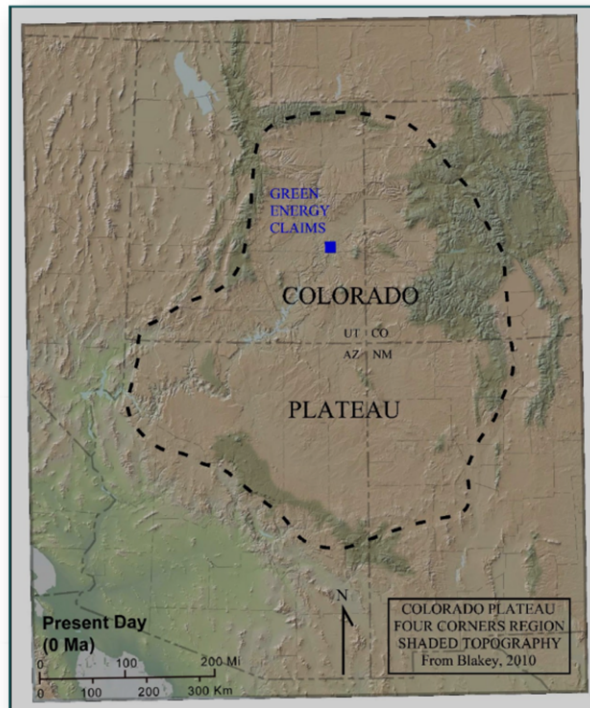 GREEN
ENERGY
CLAIMS
COLORADO
UT CO
AZ NM
PLATEAU
N
Present Day
(0 Ma)
0 100 200 Mi
0 100 200 300 Km
COLORADO PLATEAU
FOUR CORNERS REGION
SHADED TOPOGRAPHY
From Blakey, 2010